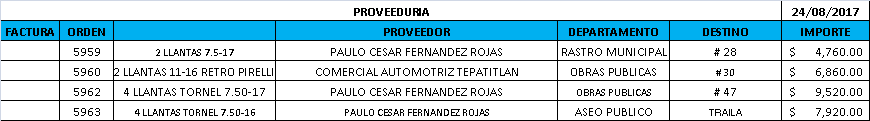 PROVEEDURIA 24/08/2017
FACTURA ORDEN PROVEEDOR DEPARTAMENTO DESTINO IMPORTE
5959 2 LLANTAS 7.5-17 PAULO CESAR FERNANDEZ ROJAS RASTRO MUNICIPAL # 28 $ 4,760.00
5960 2 LLANTAS 11-16 RETRO PIRELLI COMERCIAL AUTOMOTRIZ TEPATITLAN OBRAS PUBLICAS #30 $ 6,860.00
5962 4 LLANTAS TORNEL 7.50-17 PAULO CESAR FERNANDEZ ROJAS OBRAS PUBLICAS # 47 $ 9,520.00
5963 4 LLANTAS TORNEL 7.50-16 PAULO CESAR FERNANDEZ ROJAS ASEO PUBLICO TRAILA $ 7,920.00